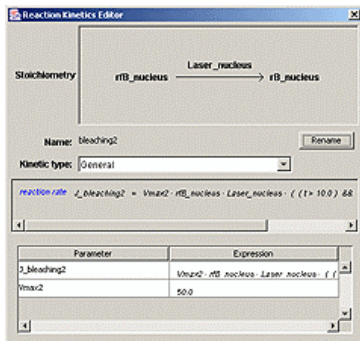 Reaction Kinetics Editor
Stoichiometry
Laser_nucleus
rfB_nucleus
rB_nucleus
Name: bleaching2
Rename
Kinetic type: General
reaction rate J_bleaching2 = Vmax2 · rfB_nucleus · Laser_nucleus · ( ( t > 10.0 ) &&
Parameter Expression
J_bleaching2 Vmax2 · rfB_nucleus · Laser_nucleus · ( (
Vmax2 50.0